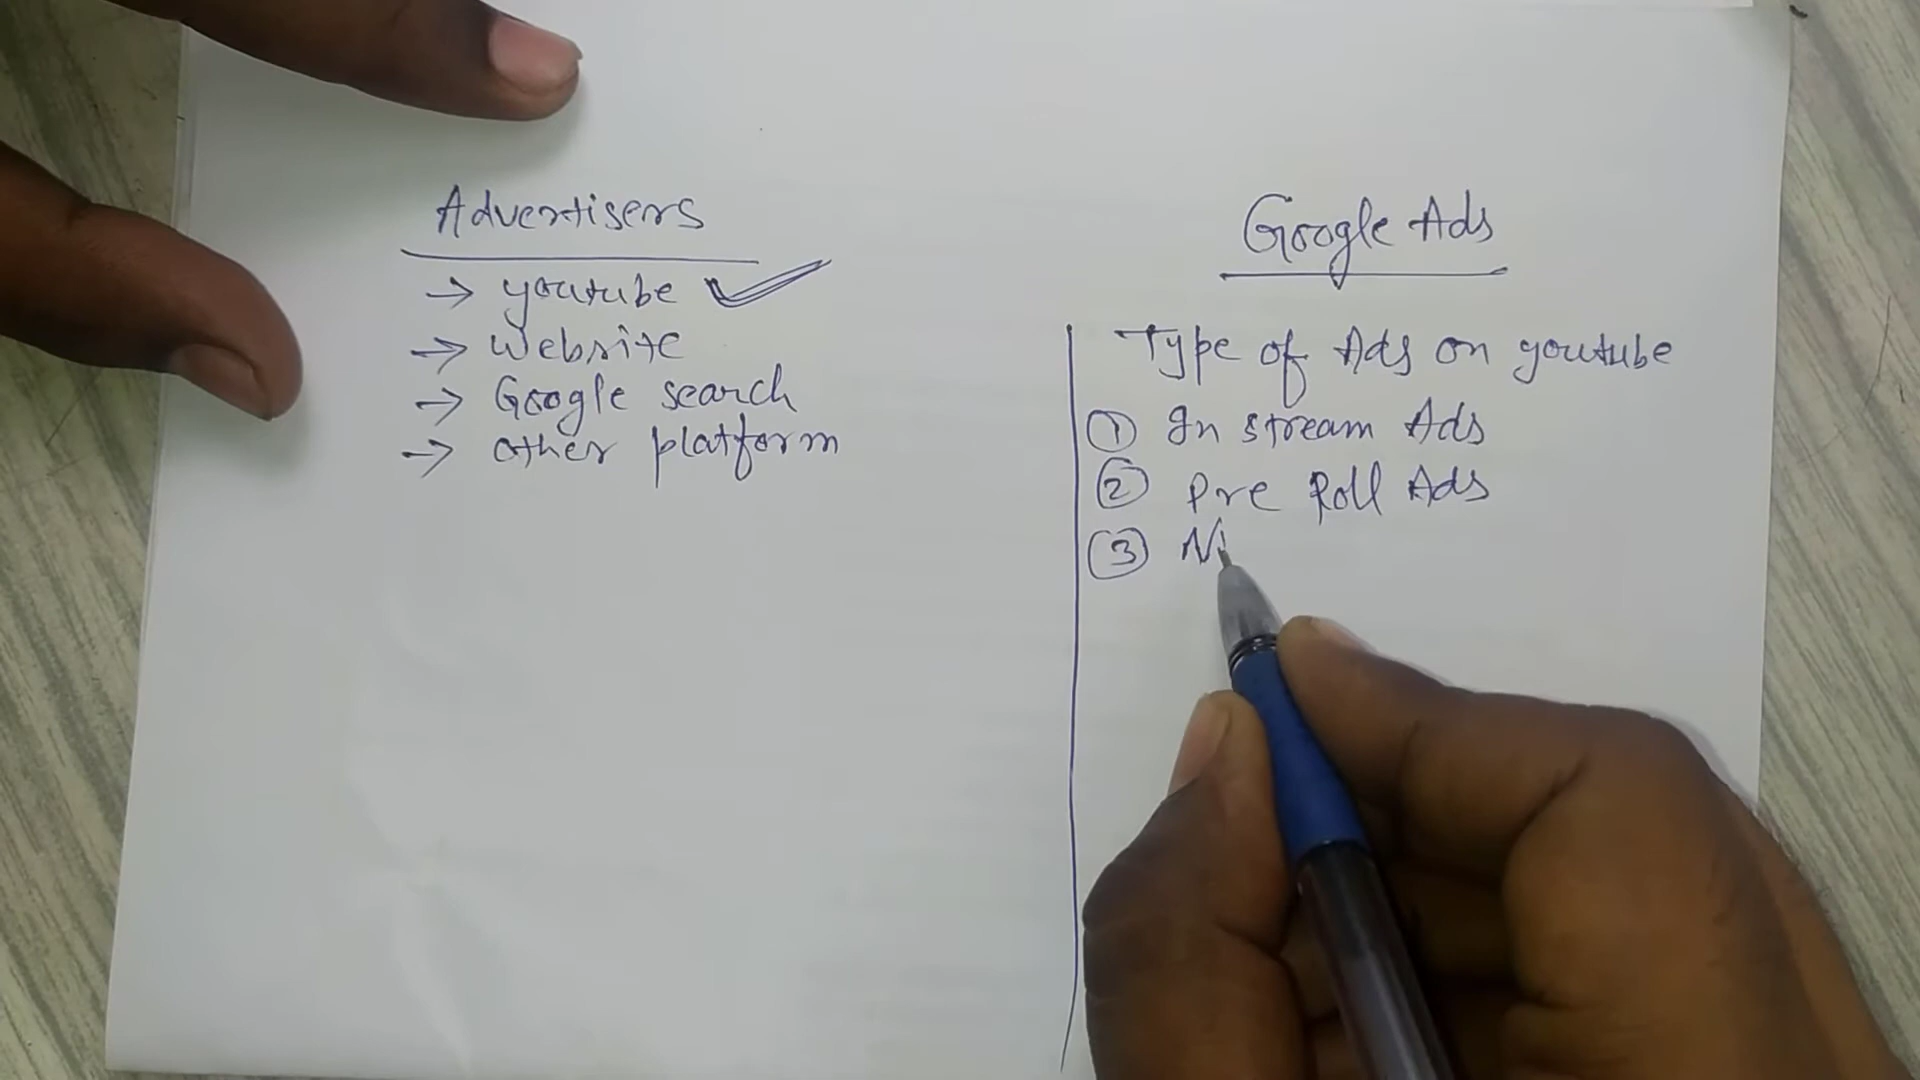 Advertisers
→ youtube ✓
→ Website
→ Google search
→ other platform
Google Ads
Type of Ads on youtube
① In stream Ads
② Pre Roll Ads
③